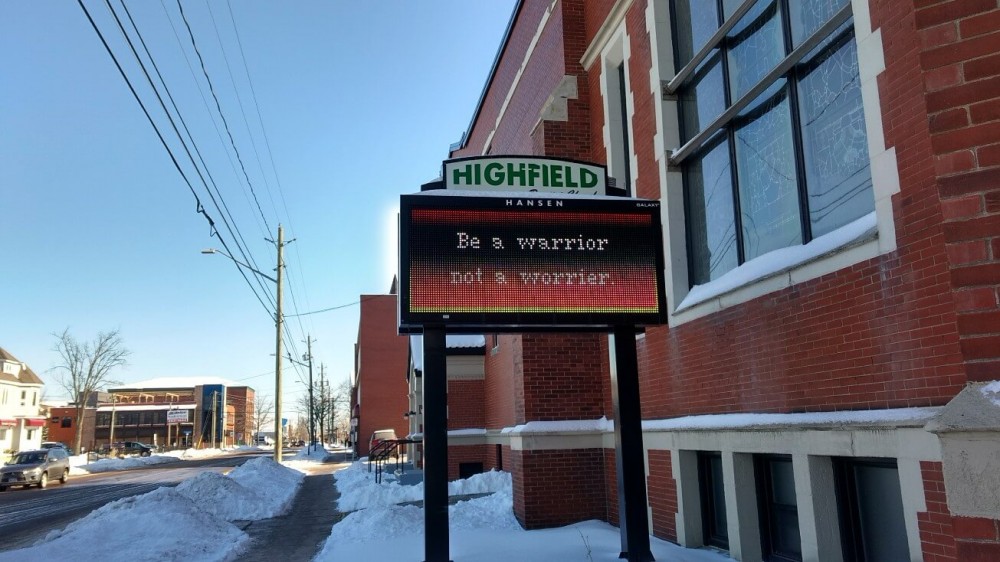 HIGHFIELD
HANSEN
GALAXY
Be a warrior
not a worrier